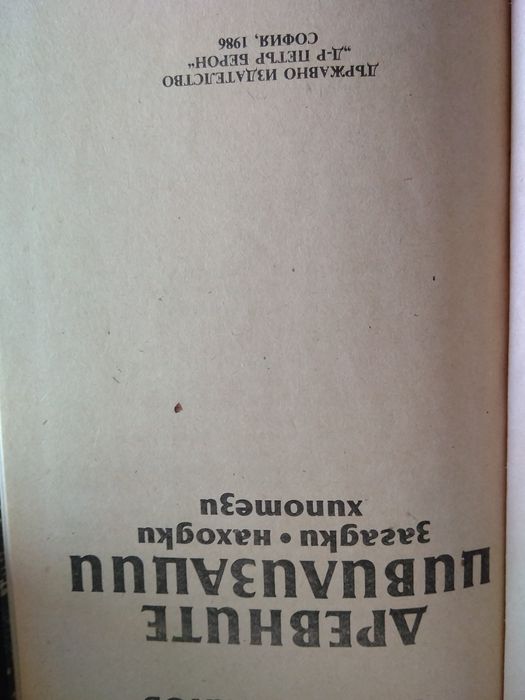 ДРЕВНИТЕ
ЦИВИЛИЗАЦИИ
загадки • находки
хипотези
ДЪРЖАВНО ИЗДАТЕЛСТВО
„Д-Р ПЕТЪР БЕРОН“
СОФИЯ, 1986